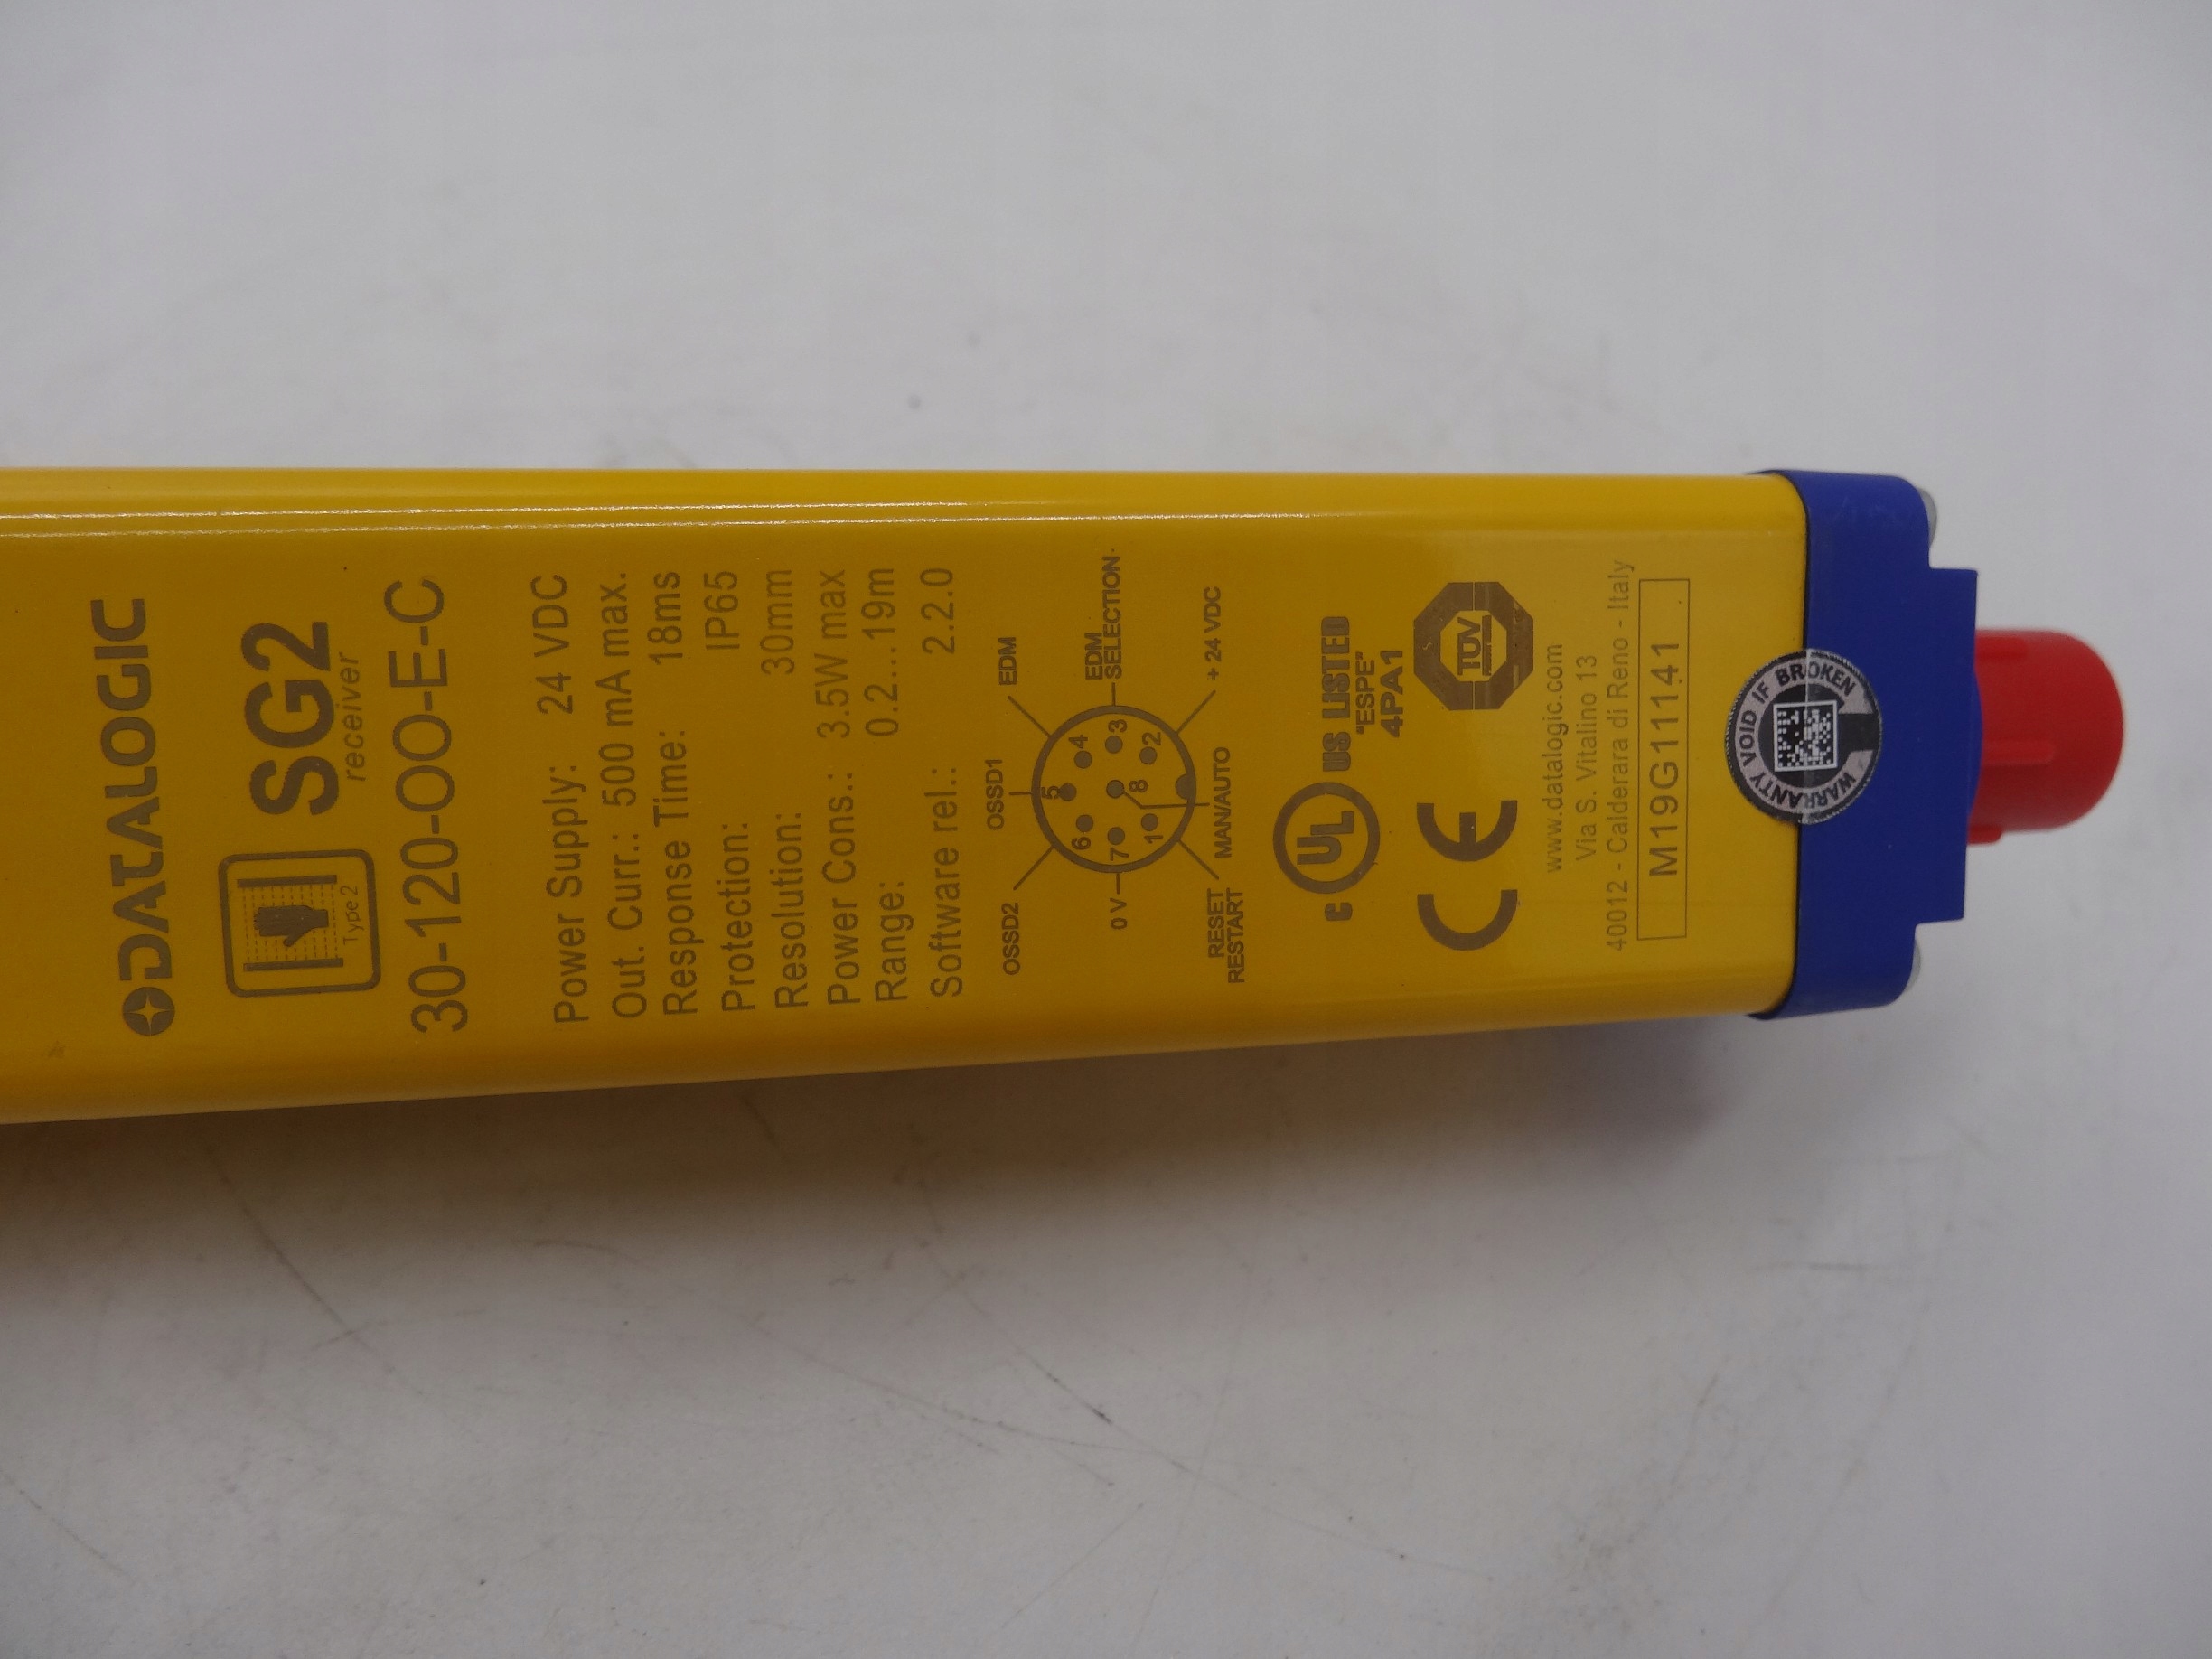 DATALOGIC
Type 2
SG2
receiver
30-120-OO-E-C
Power Supply: 24 VDC
Out. Curr.: 500 mA max.
Response Time: 18ms
Protection: IP65
Resolution: 30mm
Power Cons.: 3.5W max
Range: 0.2... 19m
Software rel.: 2.2.0
OSSD2
OSSD1
EDM
6
5
4
0 V
7
8
3
EDM
SELECTION
1
2
RESET
RESTART
MAN/AUTO
+ 24 VDC
C UL US LISTED
"ESPE"
4PA1
CE
TÜV
www.datalogic.com
Via S. Vitalino 13
40012 - Calderara di Reno - Italy
M19G11141
WARRANTY VOID IF BROKEN